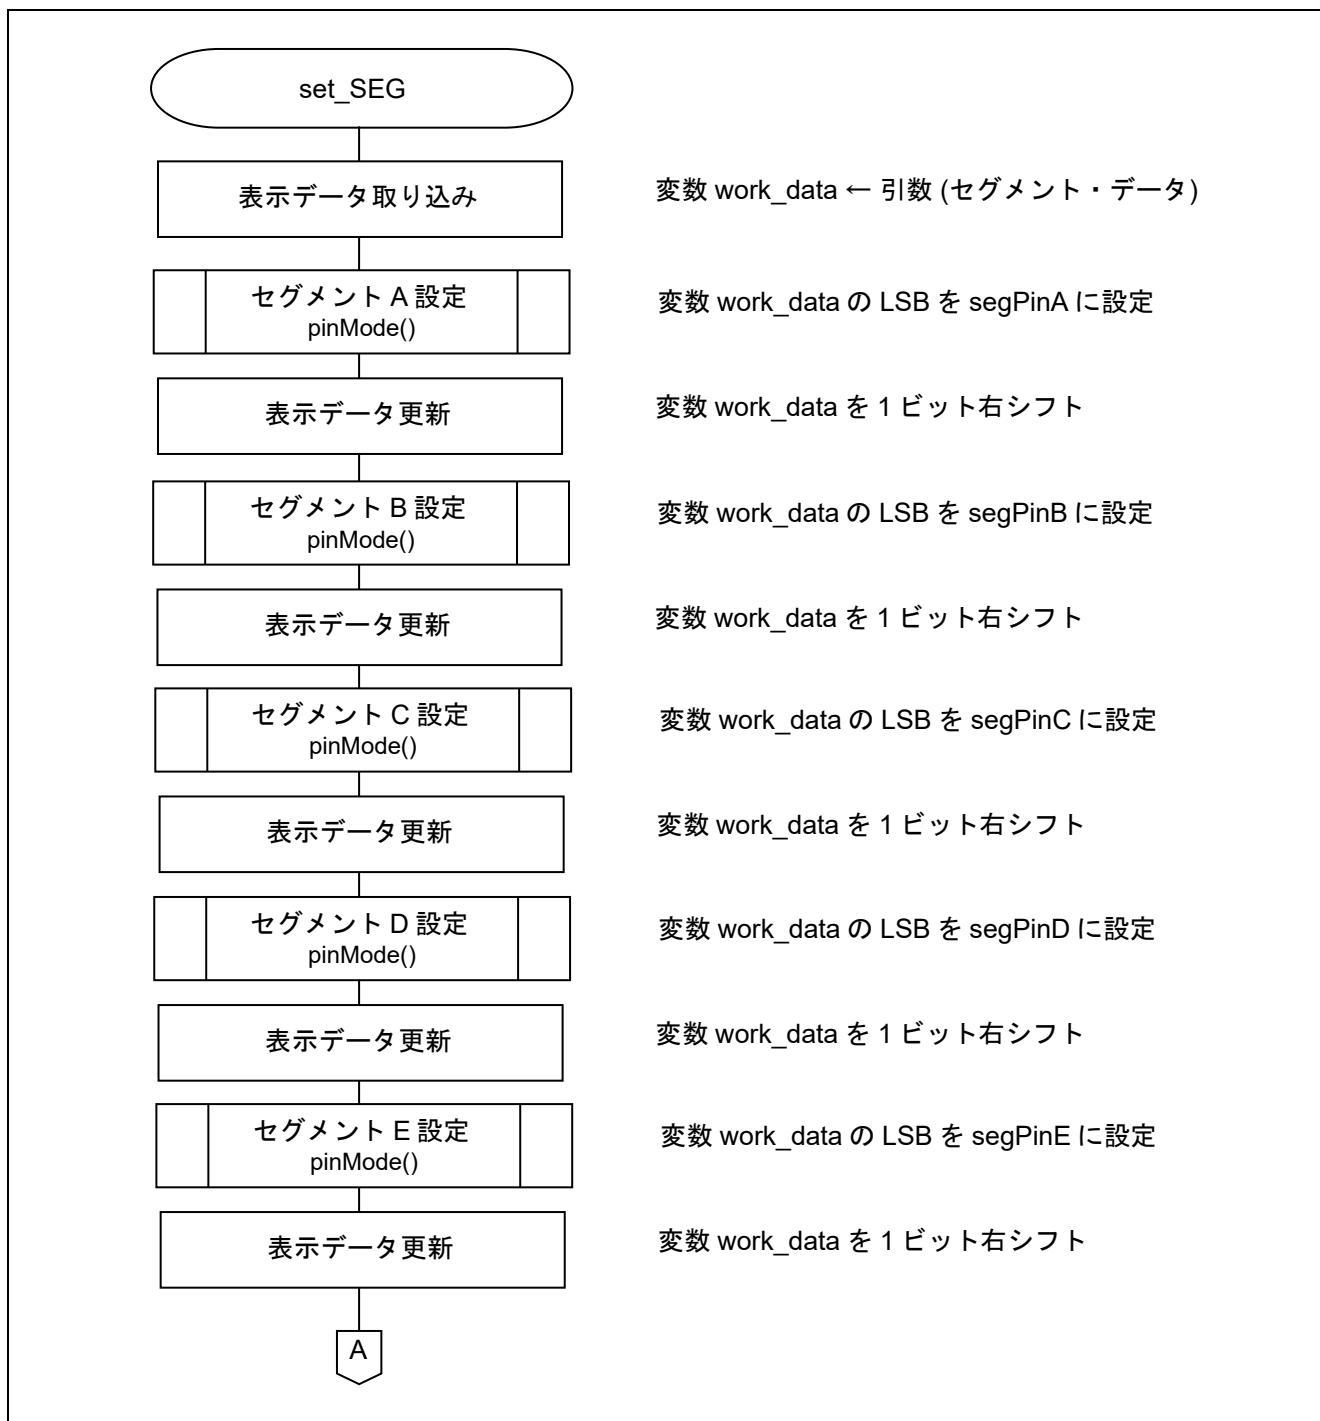 set_SEG
表示データ取り込み
変数 work_data ← 引数 (セグメント・データ)
セグメント A 設定
pinMode()
変数 work_data の LSB を segPinA に設定
表示データ更新
変数 work_data を 1 ビット右シフト
セグメント B 設定
pinMode()
変数 work_data の LSB を segPinB に設定
表示データ更新
変数 work_data を 1 ビット右シフト
セグメント C 設定
pinMode()
変数 work_data の LSB を segPinC に設定
表示データ更新
変数 work_data を 1 ビット右シフト
セグメント D 設定
pinMode()
変数 work_data の LSB を segPinD に設定
表示データ更新
変数 work_data を 1 ビット右シフト
セグメント E 設定
pinMode()
変数 work_data の LSB を segPinE に設定
表示データ更新
変数 work_data を 1 ビット右シフト
A